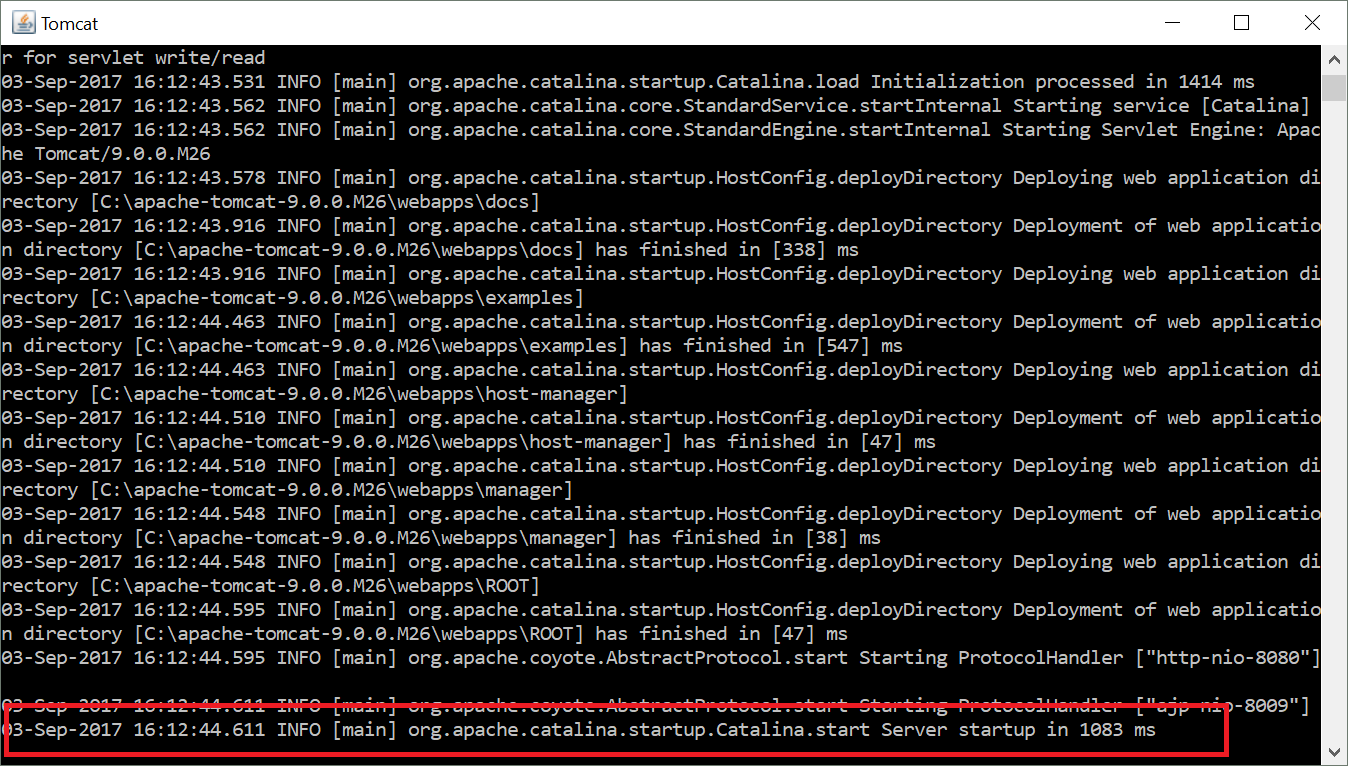 Tomcat
r for servlet write/read
03-Sep-2017 16:12:43.531 INFO [main] org.apache.catalina.startup.Catalina.load Initialization processed in 1414 ms
03-Sep-2017 16:12:43.562 INFO [main] org.apache.catalina.core.StandardService.startInternal Starting service [Catalina]
03-Sep-2017 16:12:43.562 INFO [main] org.apache.catalina.core.StandardEngine.startInternal Starting Servlet Engine: Apac
he Tomcat/9.0.0.M26
03-Sep-2017 16:12:43.578 INFO [main] org.apache.catalina.startup.HostConfig.deployDirectory Deploying web application di
rectory [C:\apache-tomcat-9.0.0.M26\webapps\docs]
03-Sep-2017 16:12:43.916 INFO [main] org.apache.catalina.startup.HostConfig.deployDirectory Deployment of web applicatio
n directory [C:\apache-tomcat-9.0.0.M26\webapps\docs] has finished in [338] ms
03-Sep-2017 16:12:43.916 INFO [main] org.apache.catalina.startup.HostConfig.deployDirectory Deploying web application di
rectory [C:\apache-tomcat-9.0.0.M26\webapps\examples]
03-Sep-2017 16:12:44.463 INFO [main] org.apache.catalina.startup.HostConfig.deployDirectory Deployment of web applicatio
n directory [C:\apache-tomcat-9.0.0.M26\webapps\examples] has finished in [547] ms
03-Sep-2017 16:12:44.463 INFO [main] org.apache.catalina.startup.HostConfig.deployDirectory Deploying web application di
rectory [C:\apache-tomcat-9.0.0.M26\webapps\host-manager]
03-Sep-2017 16:12:44.510 INFO [main] org.apache.catalina.startup.HostConfig.deployDirectory Deployment of web applicatio
n directory [C:\apache-tomcat-9.0.0.M26\webapps\host-manager] has finished in [47] ms
03-Sep-2017 16:12:44.510 INFO [main] org.apache.catalina.startup.HostConfig.deployDirectory Deploying web application di
rectory [C:\apache-tomcat-9.0.0.M26\webapps\manager]
03-Sep-2017 16:12:44.548 INFO [main] org.apache.catalina.startup.HostConfig.deployDirectory Deployment of web applicatio
n directory [C:\apache-tomcat-9.0.0.M26\webapps\manager] has finished in [38] ms
03-Sep-2017 16:12:44.548 INFO [main] org.apache.catalina.startup.HostConfig.deployDirectory Deploying web application di
rectory [C:\apache-tomcat-9.0.0.M26\webapps\ROOT]
03-Sep-2017 16:12:44.595 INFO [main] org.apache.catalina.startup.HostConfig.deployDirectory Deployment of web applicatio
n directory [C:\apache-tomcat-9.0.0.M26\webapps\ROOT] has finished in [47] ms
03-Sep-2017 16:12:44.595 INFO [main] org.apache.coyote.AbstractProtocol.start Starting ProtocolHandler ["http-nio-8080"]
03-Sep-2017 16:12:44.611 INFO [main] org.apache.coyote.AbstractProtocol.start Starting ProtocolHandler ["ajp-nio-8009"]
03-Sep-2017 16:12:44.611 INFO [main] org.apache.catalina.startup.Catalina.start Server startup in 1083 ms